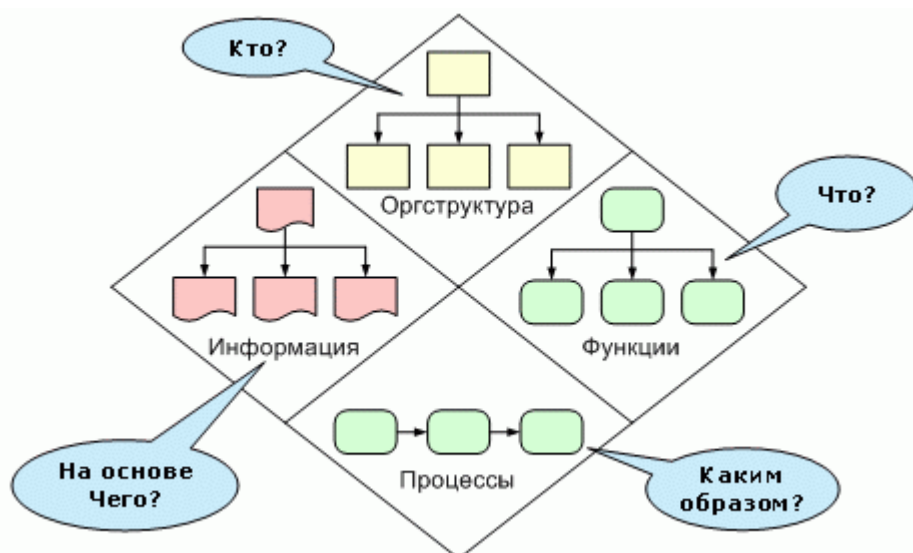 Кто?
Оргструктура
Что?
Информация
Функции
На основе
Чего?
Процессы
Каким
образом?